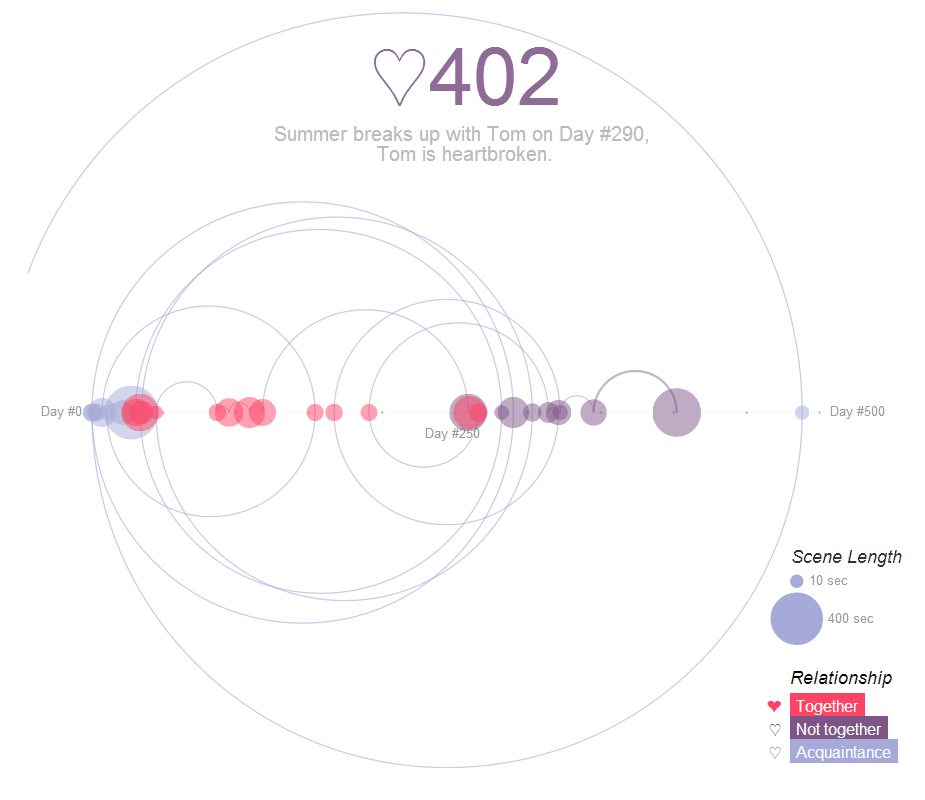 ♡402
Summer breaks up with Tom on Day #290,
Tom is heartbroken.
Day #0
Day #500
Day #250
Scene Length
10 sec
400 sec
Relationship
♥ Together
♡ Not together
♡ Acquaintance